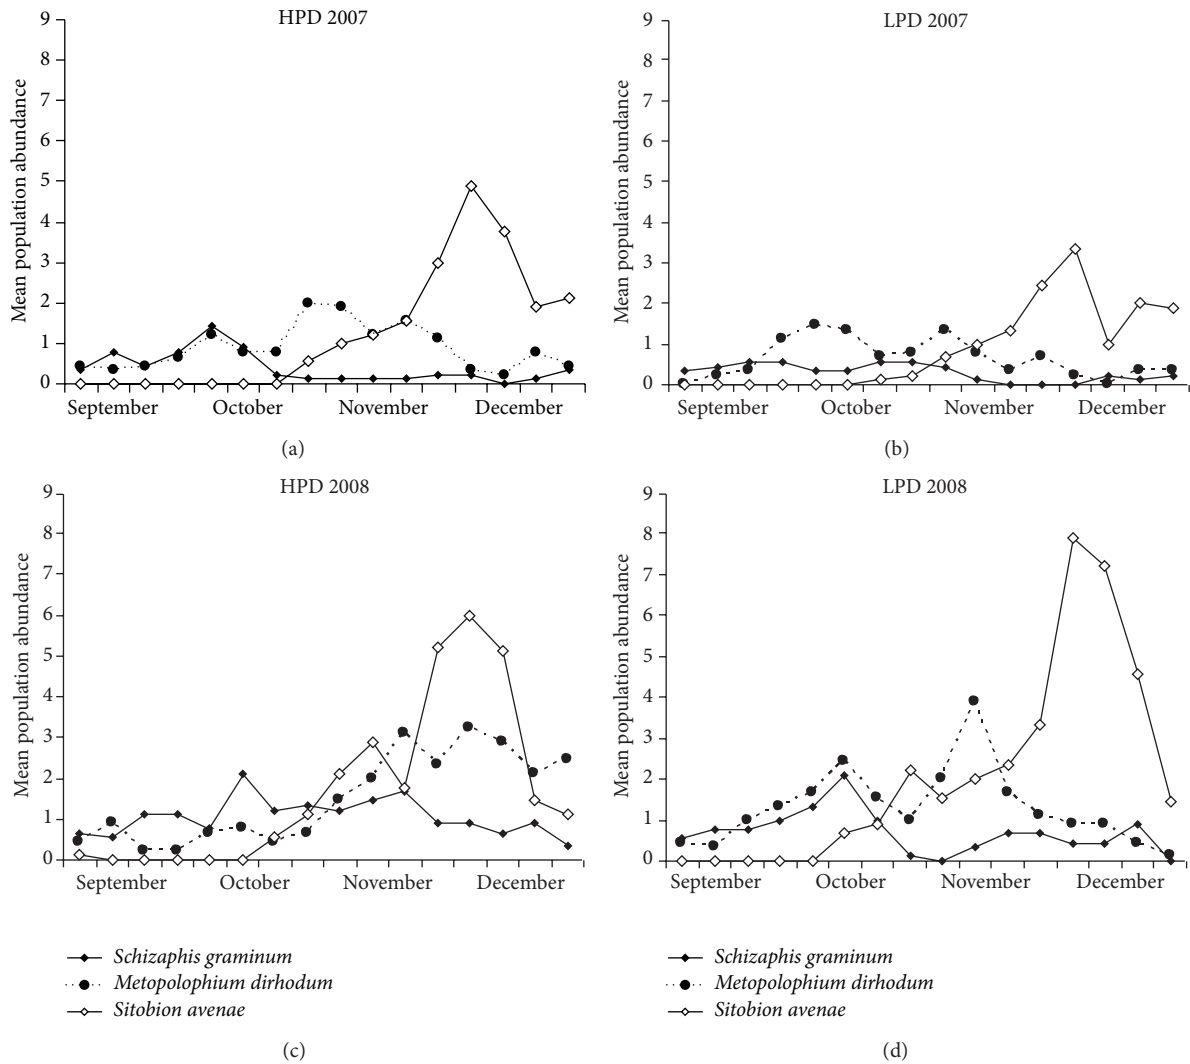 HPD 2007
Mean population abundance
9
8
7
6
5
4
3
2
1
0
September October November December
(a)
LPD 2007
Mean population abundance
9
8
7
6
5
4
3
2
1
0
September October November December
(b)
HPD 2008
Mean population abundance
9
8
7
6
5
4
3
2
1
0
September October November December
Schizaphis graminum
Metopolophium dirhodum
Sitobion avenae
(c)
LPD 2008
Mean population abundance
9
8
7
6
5
4
3
2
1
0
September October November December
Schizaphis graminum
Metopolophium dirhodum
Sitobion avenae
(d)